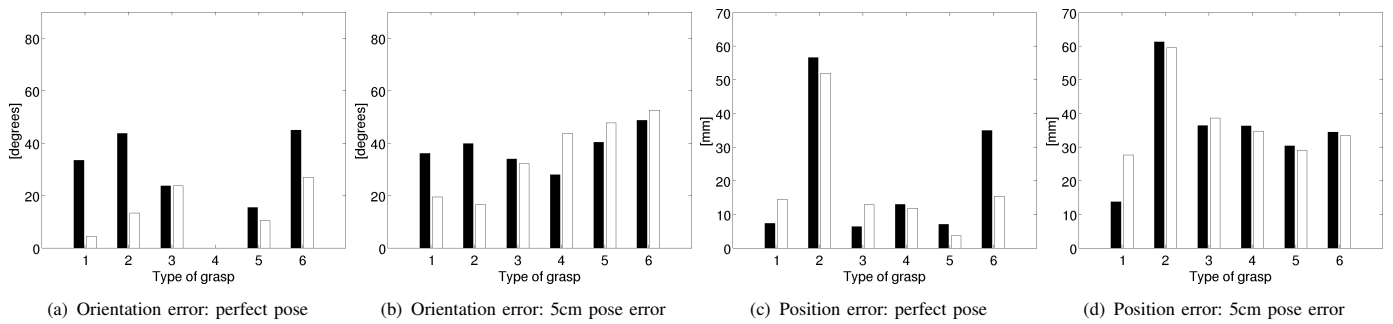 80
60
40
20
0
[degrees]
1 2 3 4 5 6
Type of grasp
(a) Orientation error: perfect pose
80
60
40
20
0
[degrees]
1 2 3 4 5 6
Type of grasp
(b) Orientation error: 5cm pose error
70
60
50
40
30
20
10
0
[mm]
1 2 3 4 5 6
Type of grasp
(c) Position error: perfect pose
70
60
50
40
30
20
10
0
[mm]
1 2 3 4 5 6
Type of grasp
(d) Position error: 5cm pose error